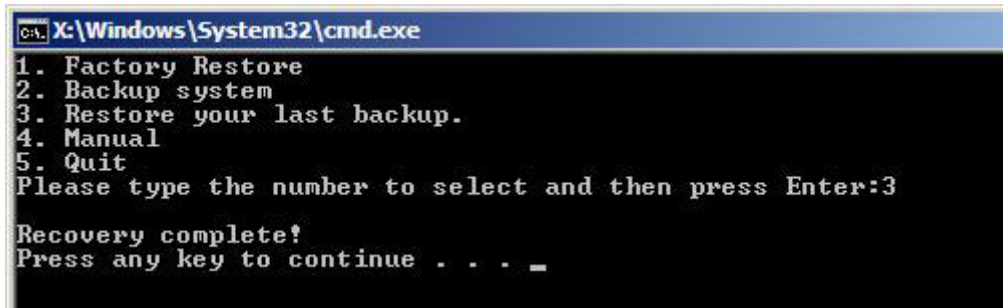 C:\. X:\Windows\System32\cmd.exe
1. Factory Restore
2. Backup system
3. Restore your last backup.
4. Manual
5. Quit
Please type the number to select and then press Enter:3
Recovery complete!
Press any key to continue . . . _